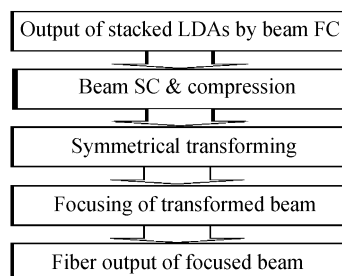 Output of stacked LDAs by beam FC
Beam SC & compression
Symmetrical transforming
Focusing of transformed beam
Fiber output of focused beam